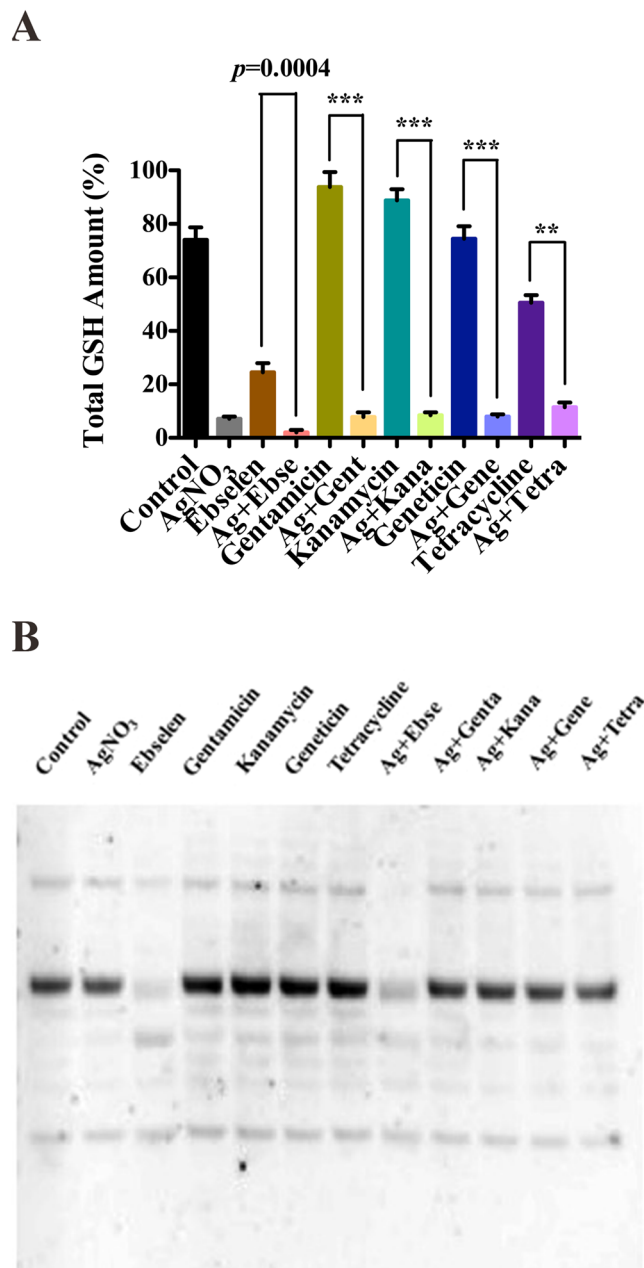 A
p=0.0004
***
***
***
**
Total GSH Amount (%)
100
80
60
40
20
0
Control
AgNO3
Ebselen
Ag+Ebse
Gentamicin
Ag+Gent
Kanamycin
Ag+Kana
Geneticin
Ag+Gene
Tetracycline
Ag+Tetra
B
Control
AgNO3
Ebselen
Gentamicin
Kanamycin
Geneticin
Tetracycline
Ag+Ebse
Ag+Genta
Ag+Kana
Ag+Gene
Ag+Tetra